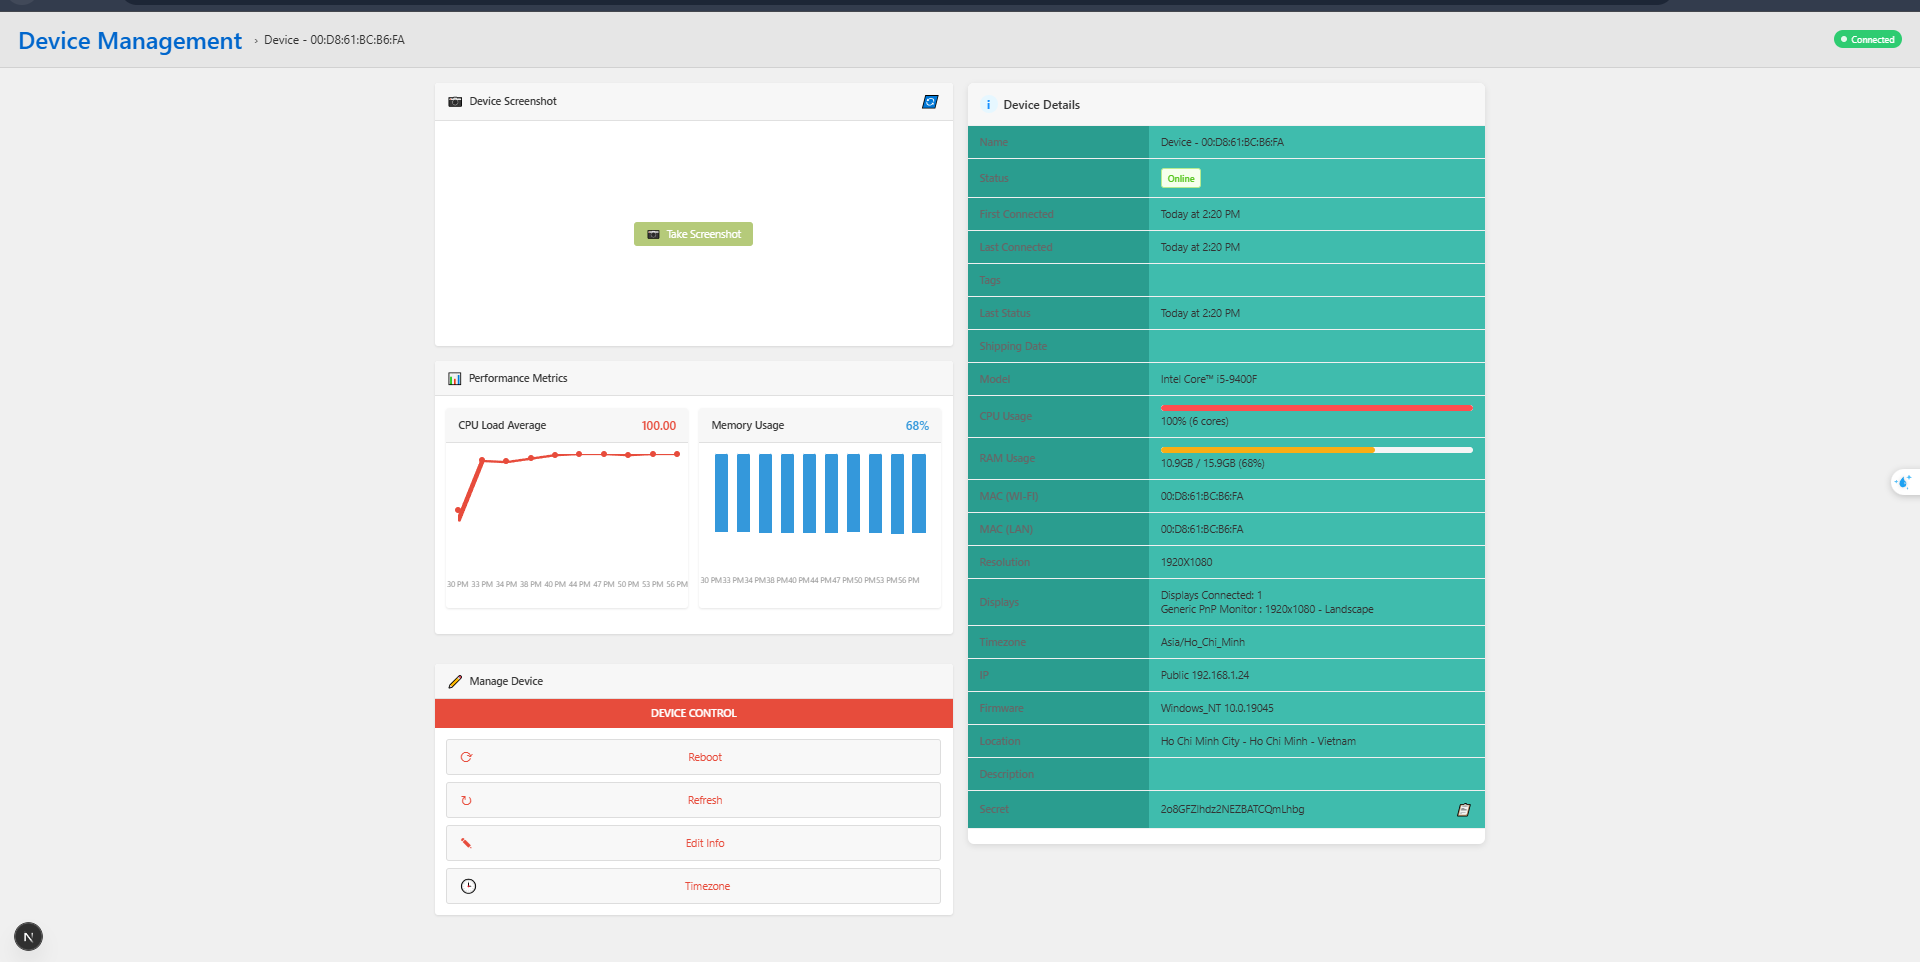 Device Management
› Device - 00:D8:61:BC:B6:FA
Connected
Device Screenshot
Take Screenshot
Performance Metrics
CPU Load Average 100.00
30 PM 33 PM 34 PM 38 PM 40 PM 44 PM 47 PM 50 PM 53 PM 56 PM
Memory Usage 68%
30 PM33 PM34 PM38 PM40 PM44 PM47 PM50 PM53 PM56 PM
Manage Device
DEVICE CONTROL
Reboot
Refresh
Edit Info
Timezone
Device Details
Name Device - 00:D8:61:BC:B6:FA
Status Online
First Connected Today at 2:20 PM
Last Connected Today at 2:20 PM
Tags
Last Status Today at 2:20 PM
Shipping Date
Model Intel Core™ i5-9400F
CPU Usage 100% (6 cores)
RAM Usage 10.9GB / 15.9GB (68%)
MAC (WI-FI) 00:D8:61:BC:B6:FA
MAC (LAN) 00:D8:61:BC:B6:FA
Resolution 1920X1080
Displays Displays Connected: 1
Generic PnP Monitor : 1920x1080 - Landscape
Timezone Asia/Ho_Chi_Minh
IP Public 192.168.1.24
Firmware Windows_NT 10.0.19045
Location Ho Chi Minh City - Ho Chi Minh - Vietnam
Description
Secret
N